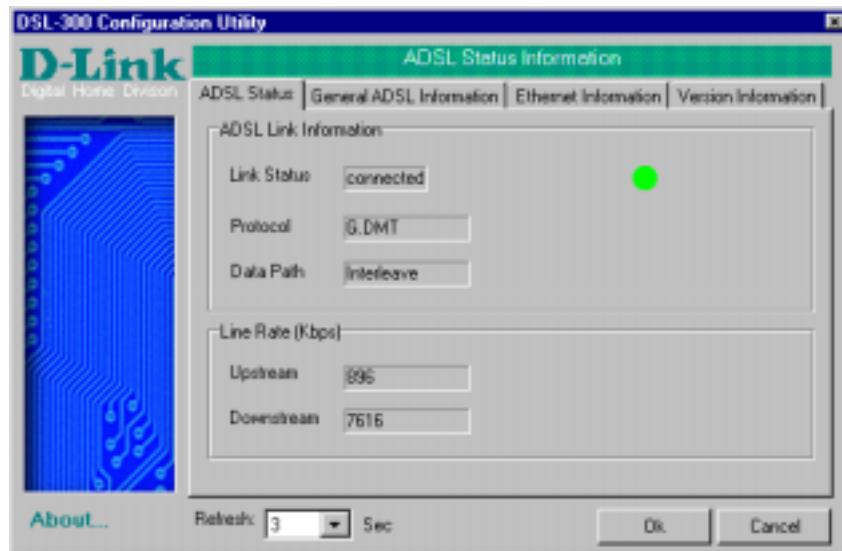 DSL-300 Configuration Utility
D-Link
Digital Home Divison
ADSL Status Information
ADSL Status
General ADSL Information
Ethernet Information
Version Information
ADSL Link Information
Link Status connected
Protocol G.DMT
Data Path Interleave
Line Rate (Kbps)
Upstream 896
Downstream 7616
About...
Refresh: 3 Sec
Ok
Cancel